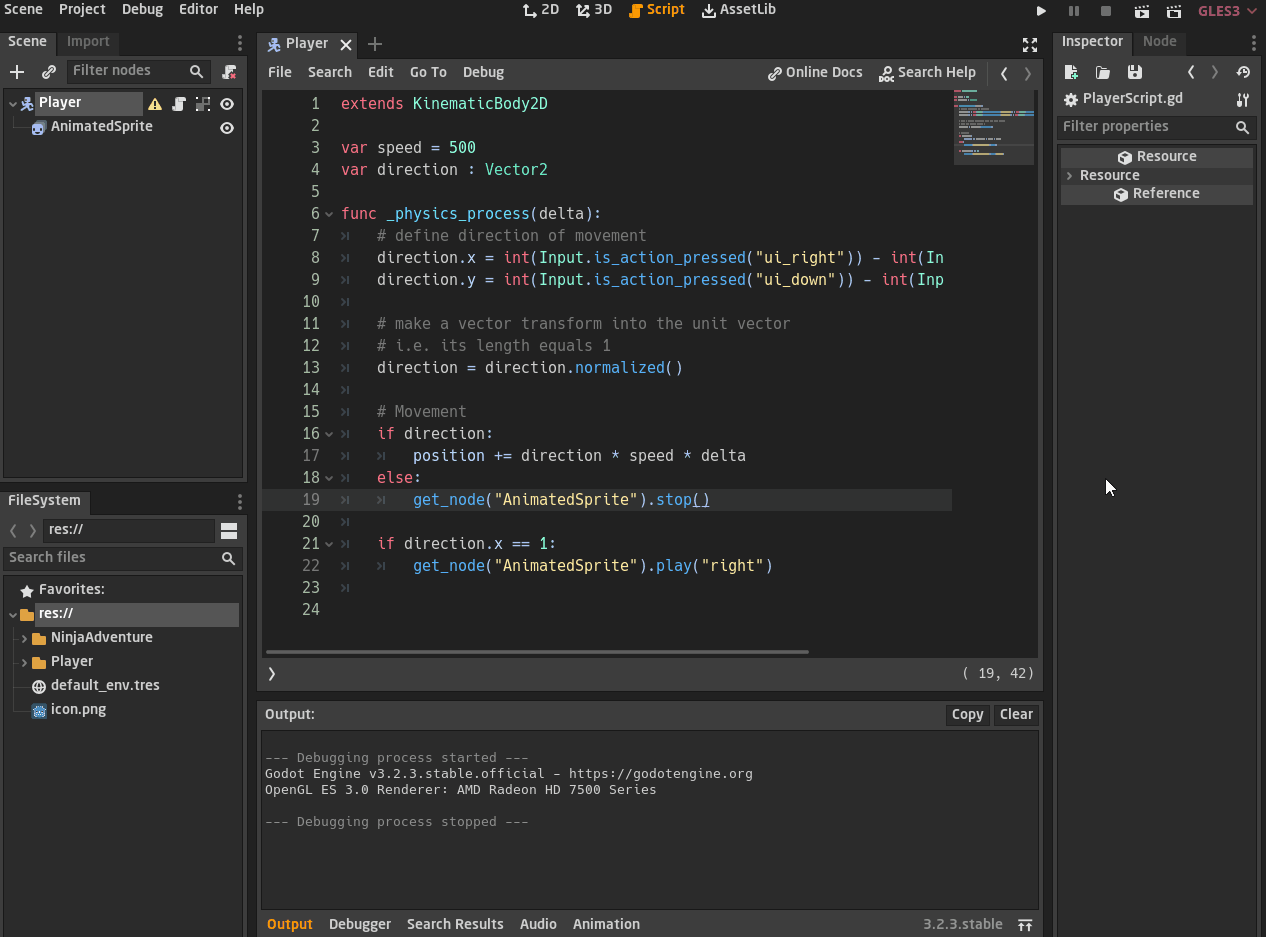 Scene Project Debug Editor Help
2D 3D Script AssetLib
GLES3
Scene Import
Filter nodes
Player
AnimatedSprite
FileSystem
res://
Search files
Favorites:
res://
NinjaAdventure
Player
default_env.tres
icon.png
Player
File Search Edit Go To Debug
Online Docs
DOC Search Help
1 extends KinematicBody2D
2
3 var speed = 500
4 var direction : Vector2
5
6 func _physics_process(delta):
7 # define direction of movement
8 direction.x = int(Input.is_action_pressed("ui_right")) - int(In
9 direction.y = int(Input.is_action_pressed("ui_down")) - int(Inp
10
11 # make a vector transform into the unit vector
12 # i.e. its length equals 1
13 direction = direction.normalized()
14
15 # Movement
16 if direction:
17 position += direction * speed * delta
18 else:
19 get_node("AnimatedSprite").stop()
20
21 if direction.x == 1:
22 get_node("AnimatedSprite").play("right")
23
24
( 19, 42)
Output:
Copy Clear
--- Debugging process started ---
Godot Engine v3.2.3.stable.official - https://godotengine.org
OpenGL ES 3.0 Renderer: AMD Radeon HD 7500 Series
--- Debugging process stopped ---
Output Debugger Search Results Audio Animation
3.2.3.stable
Inspector Node
PlayerScript.gd
Filter properties
Resource
Resource
Reference